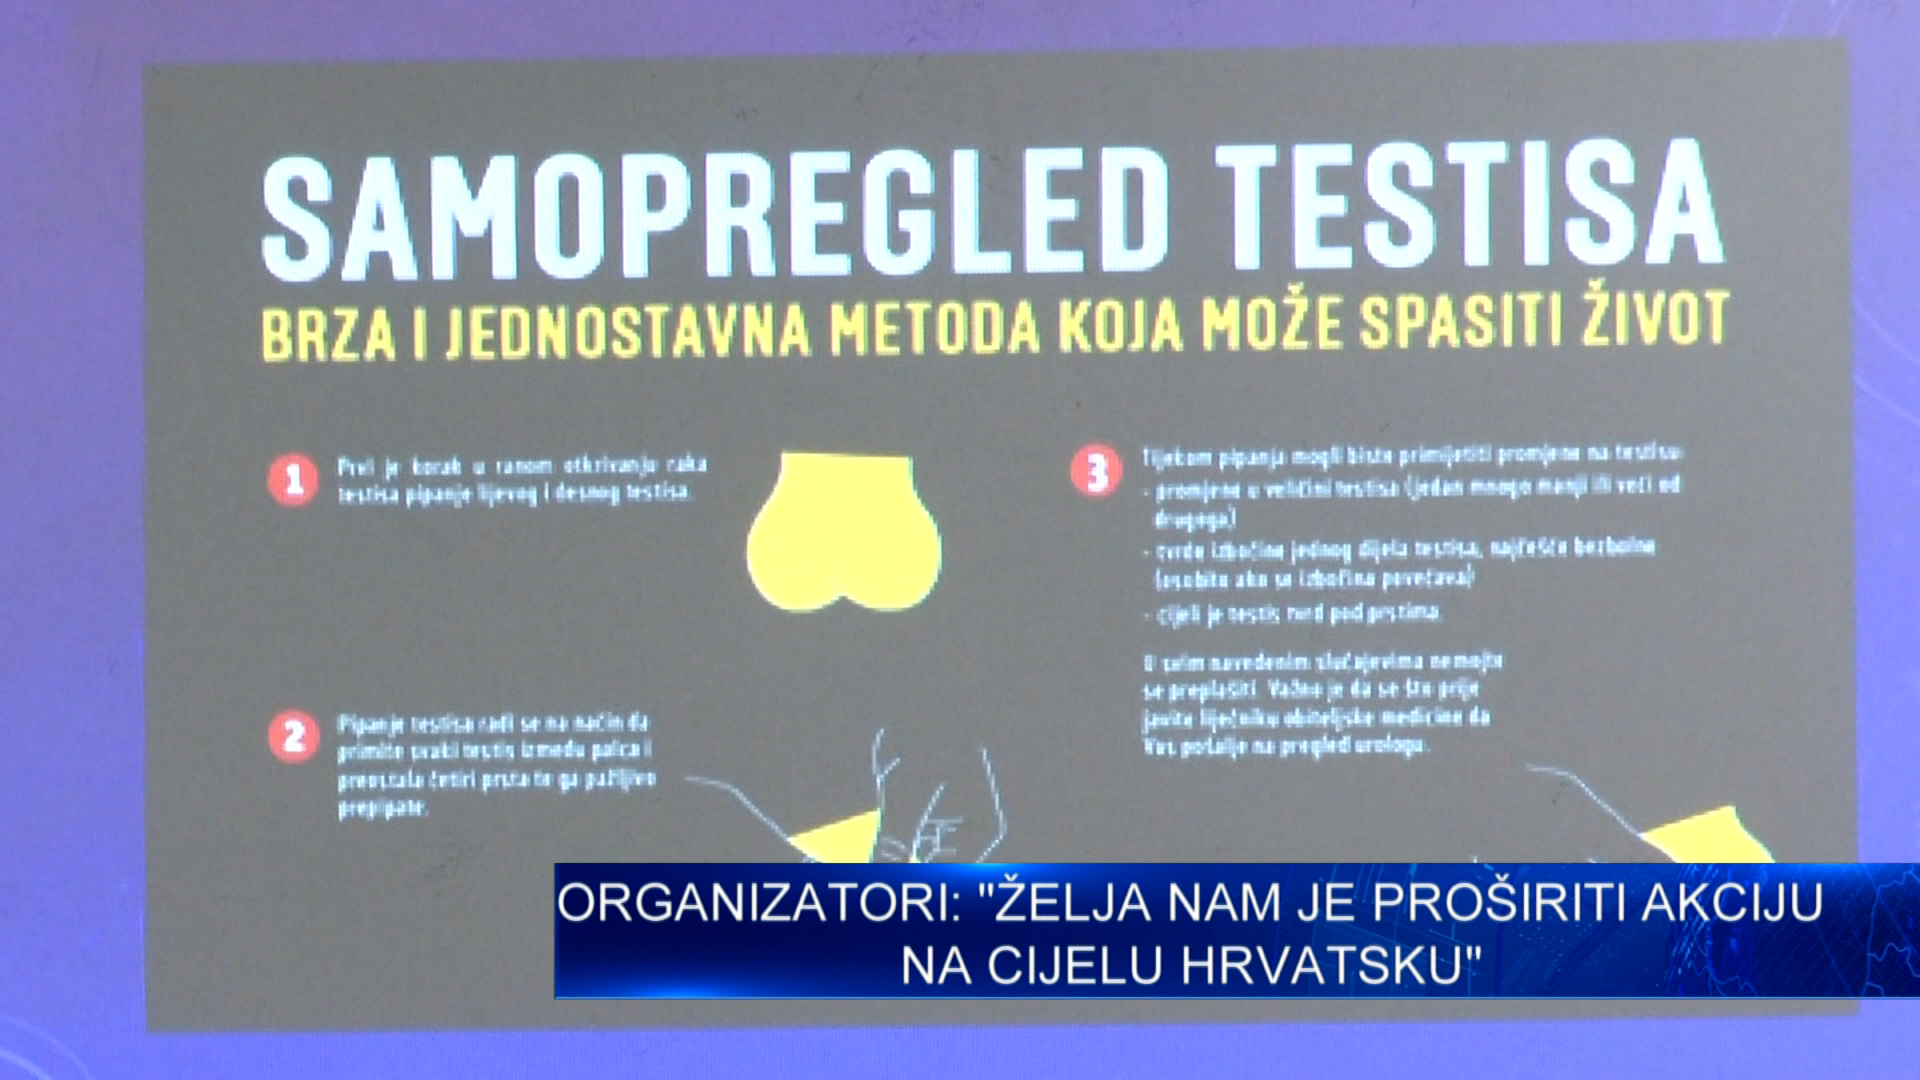 SAMOPREGLED TESTISA
BRZA I JEDNOSTAVNA METODA KOJA MOŽE SPASITI ŽIVOT
1
Prvi je korak u ranom otkrivanju raka
testisa pipanje lijevog i desnog testisa.
2
Pipanje testisa radi se na način da
primite svaki testis između palca i
preostala četiri prsta te ga pažljivo
prepipate.
3
Tijekom pipanja mogli biste primijetiti promjene na testisu:
- promjene u veličini testisa (jedan mnogo manji ili veći od
drugoga)
- tvrde izbočine jednog dijela testisa, najčešće bezbolne
(osobito ako se izbočina povećava)
- cijeli je testis tvrd pod prstima.
U svim navedenim slučajevima nemojte
se preplašiti. Važno je da se što prije
javite liječniku obiteljske medicine da
Vas pošalje na pregled urologu.
ORGANIZATORI: "ŽELJA NAM JE PROŠIRITI AKCIJU
NA CIJELU HRVATSKU"